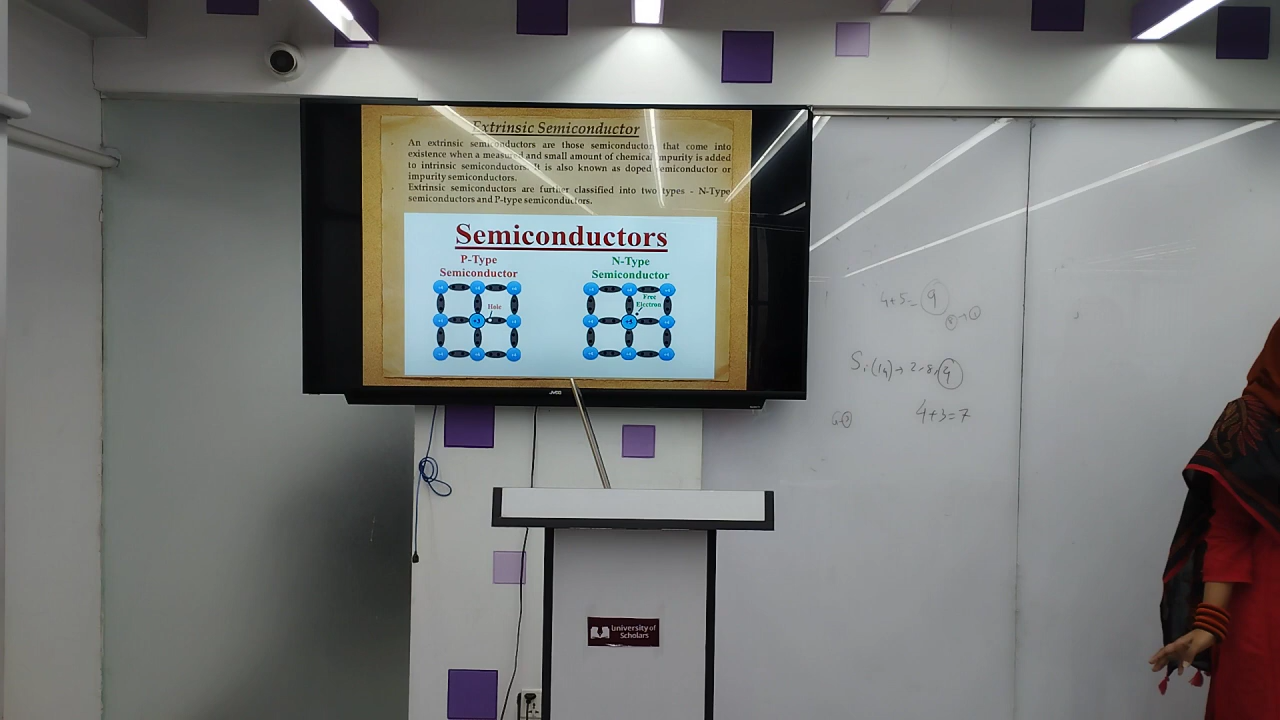 Extrinsic Semiconductor
An extrinsic semiconductors are those semiconductors that come into
existence when a measured and small amount of chemical impurity is added
to intrinsic semiconductors. It is also known as doped semiconductor or
impurity semiconductors.
Extrinsic semiconductors are further classified into two types - N-Type
semiconductors and P-type semiconductors.
Semiconductors
P-Type
Semiconductor
Hole
N-Type
Semiconductor
Free
Electron
4+5=9
Si(14)→2,8,4
4+3=7
University of
Scholars